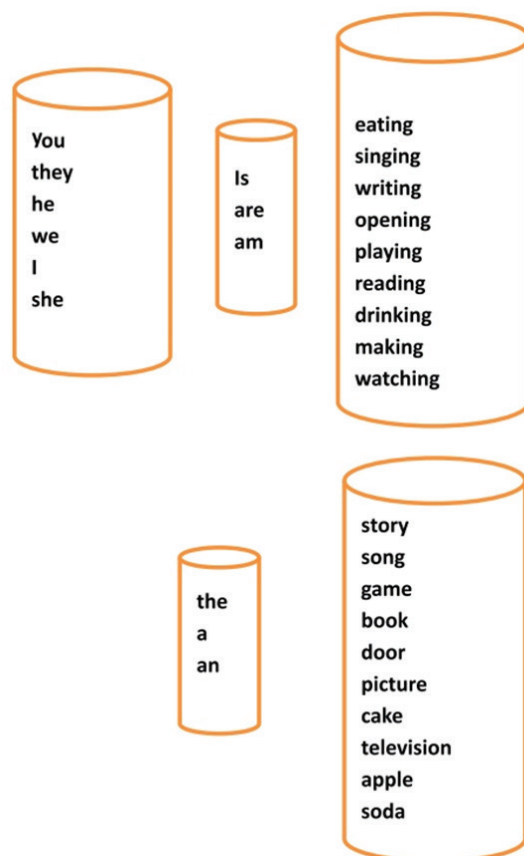 You
they
he
we
I
she
Is
are
am
eating
singing
writing
opening
playing
reading
drinking
making
watching
the
a
an
story
song
game
book
door
picture
cake
television
apple
soda